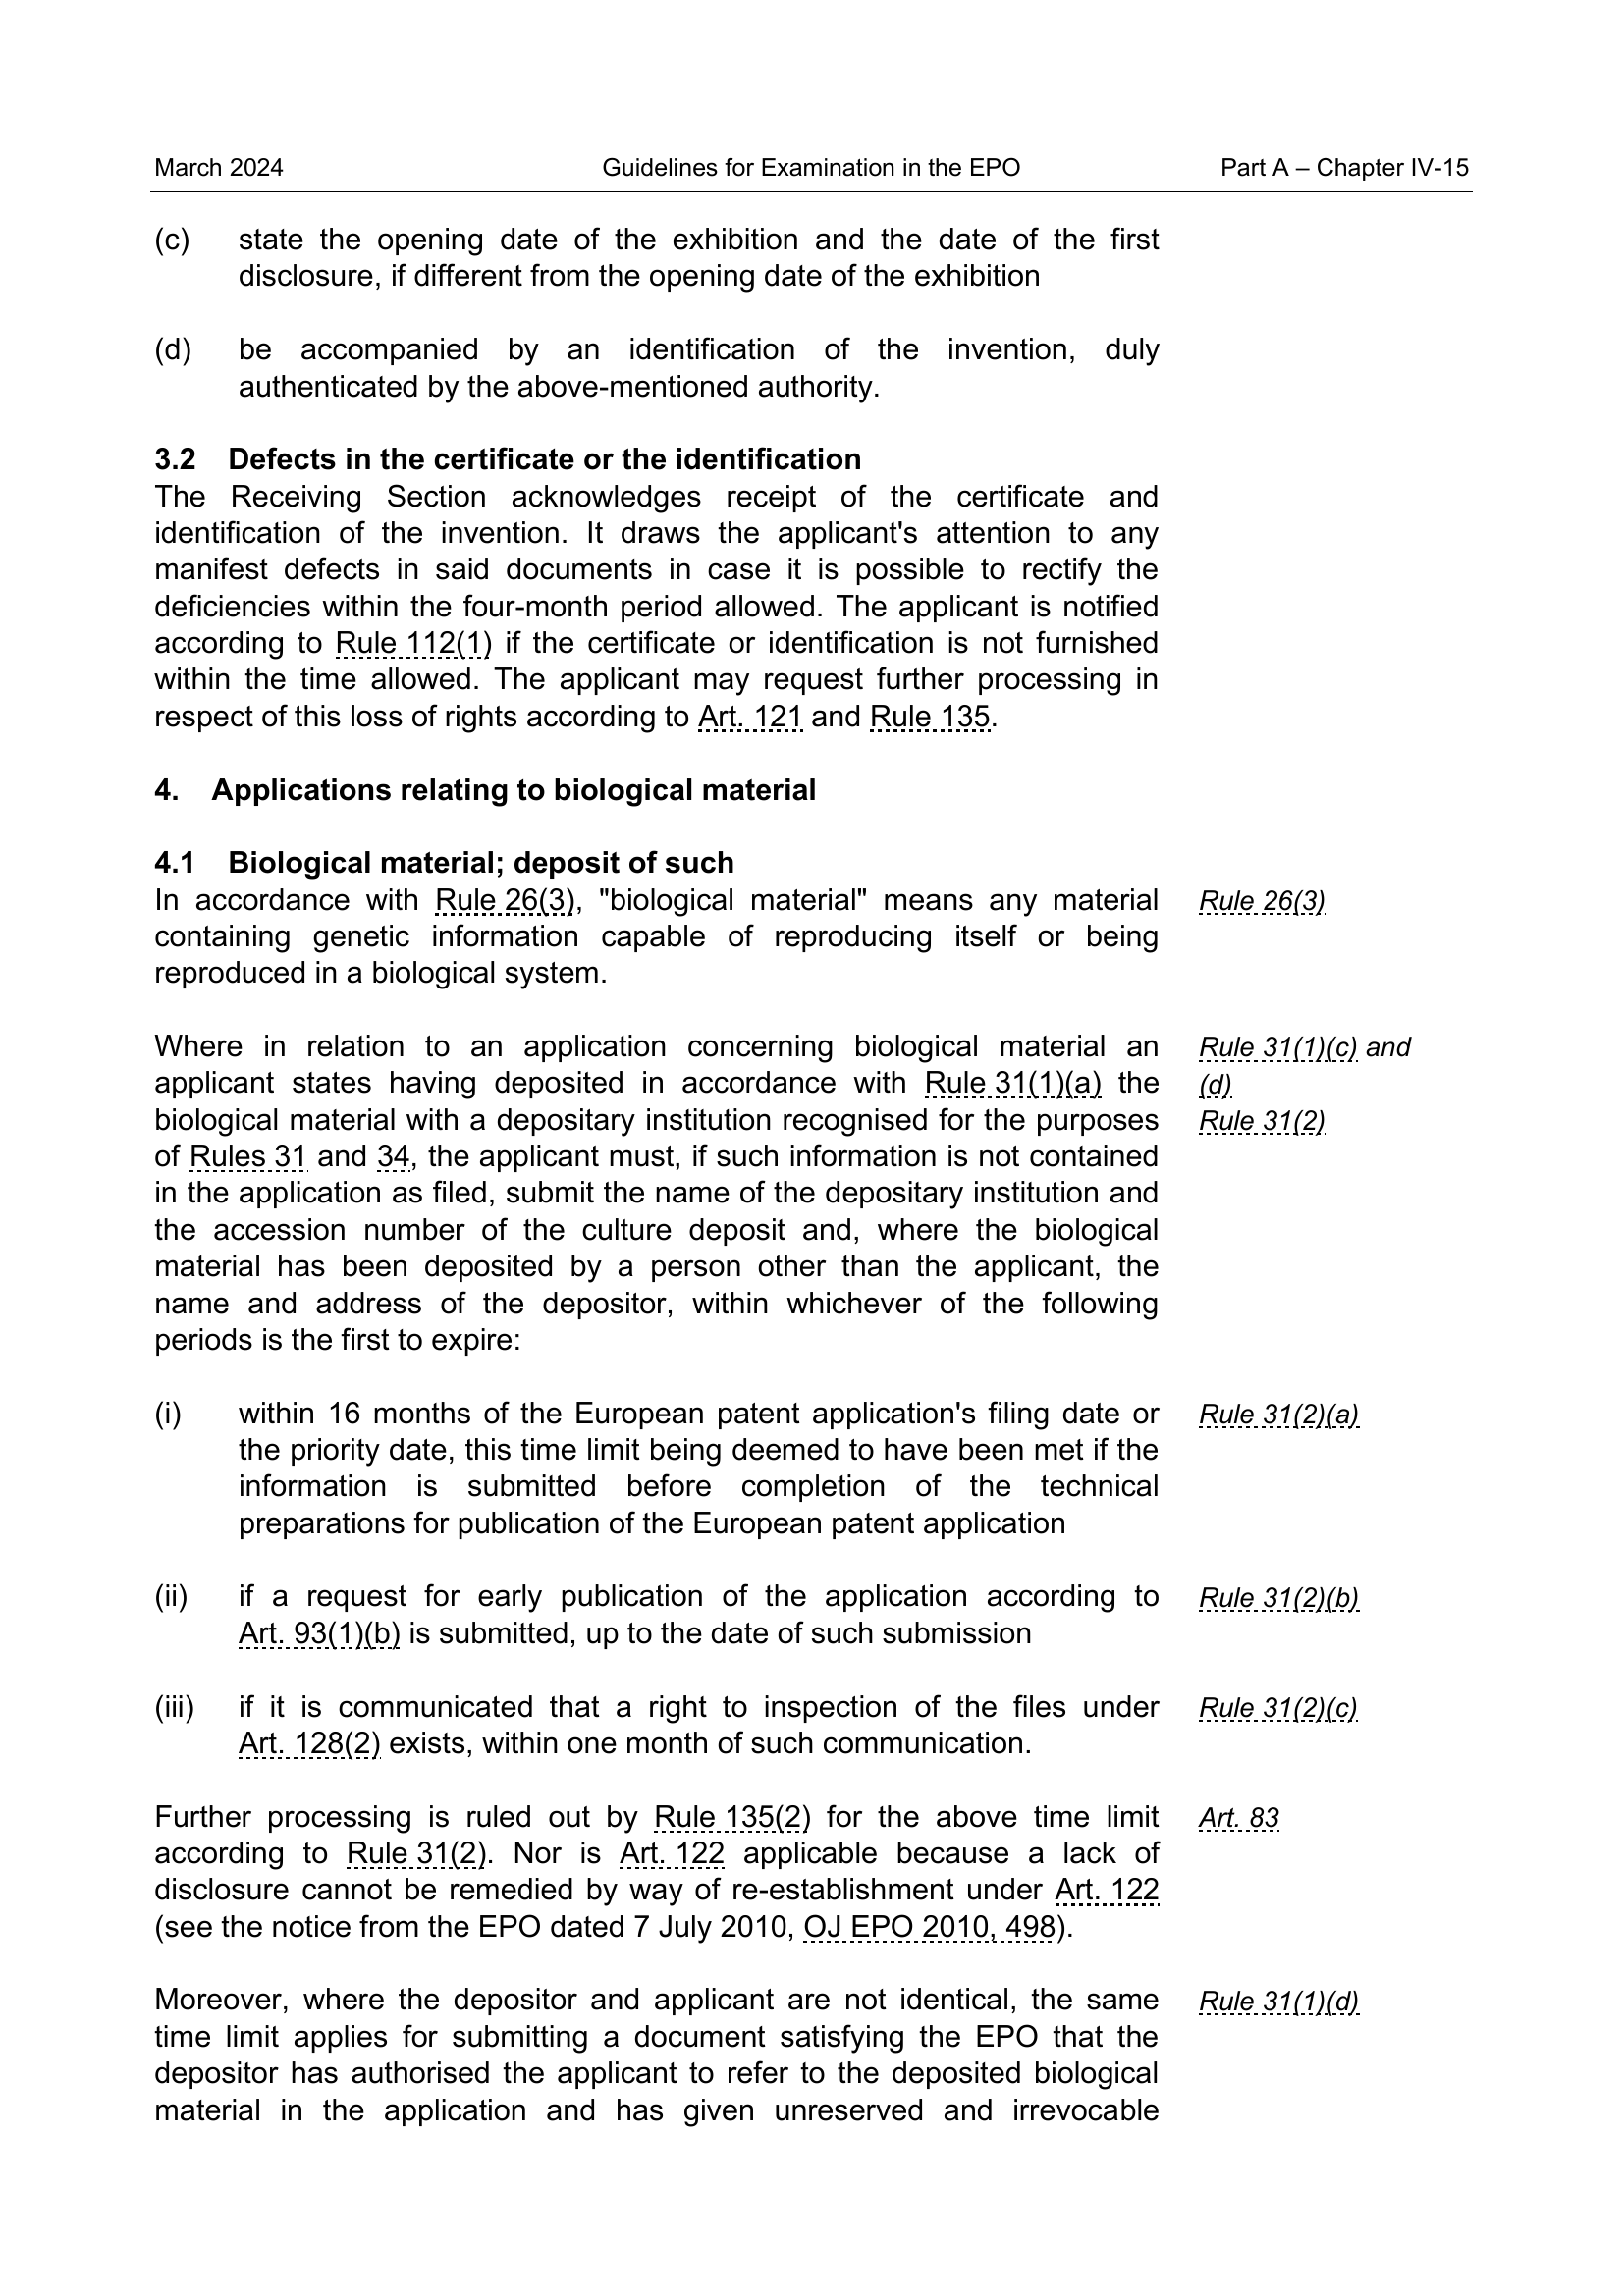 March 2024 Guidelines for Examination in the EPO Part A – Chapter IV-15
(c) state the opening date of the exhibition and the date of the first
disclosure, if different from the opening date of the exhibition
(d) be accompanied by an identification of the invention, duly
authenticated by the above-mentioned authority.
3.2 Defects in the certificate or the identification
The Receiving Section acknowledges receipt of the certificate and
identification of the invention. It draws the applicant's attention to any
manifest defects in said documents in case it is possible to rectify the
deficiencies within the four-month period allowed. The applicant is notified
according to Rule 112(1) if the certificate or identification is not furnished
within the time allowed. The applicant may request further processing in
respect of this loss of rights according to Art. 121 and Rule 135.
4. Applications relating to biological material
4.1 Biological material; deposit of such
In accordance with Rule 26(3), "biological material" means any material Rule 26(3)
containing genetic information capable of reproducing itself or being
reproduced in a biological system.
Where in relation to an application concerning biological material an Rule 31(1)(c) and
applicant states having deposited in accordance with Rule 31(1)(a) the (d)
biological material with a depositary institution recognised for the purposes Rule 31(2)
of Rules 31 and 34, the applicant must, if such information is not contained
in the application as filed, submit the name of the depositary institution and
the accession number of the culture deposit and, where the biological
material has been deposited by a person other than the applicant, the
name and address of the depositor, within whichever of the following
periods is the first to expire:
(i) within 16 months of the European patent application's filing date or Rule 31(2)(a)
the priority date, this time limit being deemed to have been met if the
information is submitted before completion of the technical
preparations for publication of the European patent application
(ii) if a request for early publication of the application according to Rule 31(2)(b)
Art. 93(1)(b) is submitted, up to the date of such submission
(iii) if it is communicated that a right to inspection of the files under Rule 31(2)(c)
Art. 128(2) exists, within one month of such communication.
Further processing is ruled out by Rule 135(2) for the above time limit Art. 83
according to Rule 31(2). Nor is Art. 122 applicable because a lack of
disclosure cannot be remedied by way of re-establishment under Art. 122
(see the notice from the EPO dated 7 July 2010, OJ EPO 2010, 498).
Moreover, where the depositor and applicant are not identical, the same Rule 31(1)(d)
time limit applies for submitting a document satisfying the EPO that the
depositor has authorised the applicant to refer to the deposited biological
material in the application and has given unreserved and irrevocable